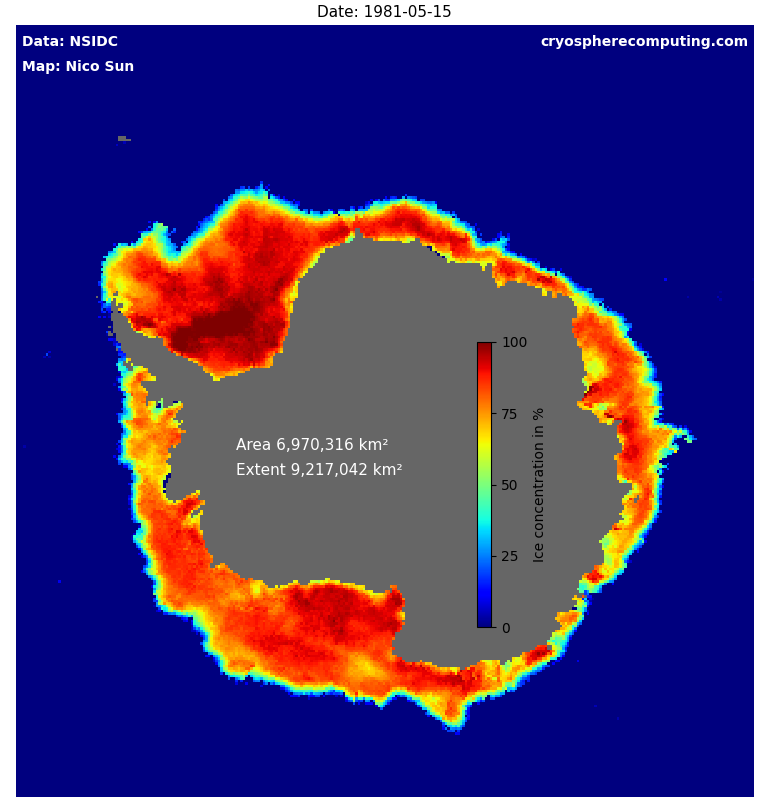 Date: 1981-05-15
Data: NSIDC
cryospherecomputing.com
Map: Nico Sun
Area 6,970,316 km²
Extent 9,217,042 km²
100
75
50
25
0
Ice concentration in %